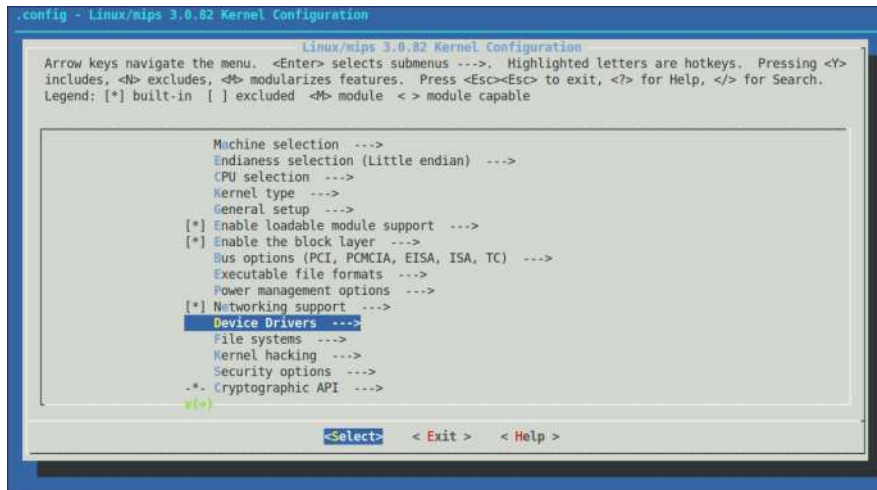 .config - Linux/mips 3.0.82 Kernel Configuration
Linux/mips 3.0.82 Kernel Configuration
Arrow keys navigate the menu. <Enter> selects submenus --->. Highlighted letters are hotkeys. Pressing <Y>
includes, <N> excludes, <M> modularizes features. Press <Esc><Esc> to exit, <?> for Help, </> for Search.
Legend: [*] built-in [ ] excluded <M> module < > module capable
Machine selection --->
Endianess selection (Little endian) --->
CPU selection --->
Kernel type --->
General setup --->
[*] Enable loadable module support --->
[*] Enable the block layer --->
Bus options (PCI, PCMCIA, EISA, ISA, TC) --->
Executable file formats --->
Power management options --->
[*] Networking support --->
Device Drivers --->
File systems --->
Kernel hacking --->
Security options --->
-*- Cryptographic API --->
v(+)
<Select> < Exit > < Help >